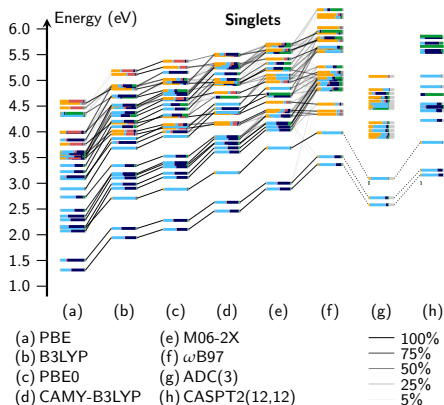 Energy (eV)
Singlets
6.0
5.5
5.0
4.5
4.0
3.5
3.0
2.5
2.0
1.5
1.0
(a) (b) (c) (d) (e) (f) (g) (h)
(a) PBE (e) M06-2X
(b) B3LYP (f) ωB97
(c) PBE0 (g) ADC(3)
(d) CAMY-B3LYP (h) CASPT2(12,12)
100%
75%
50%
25%
5%